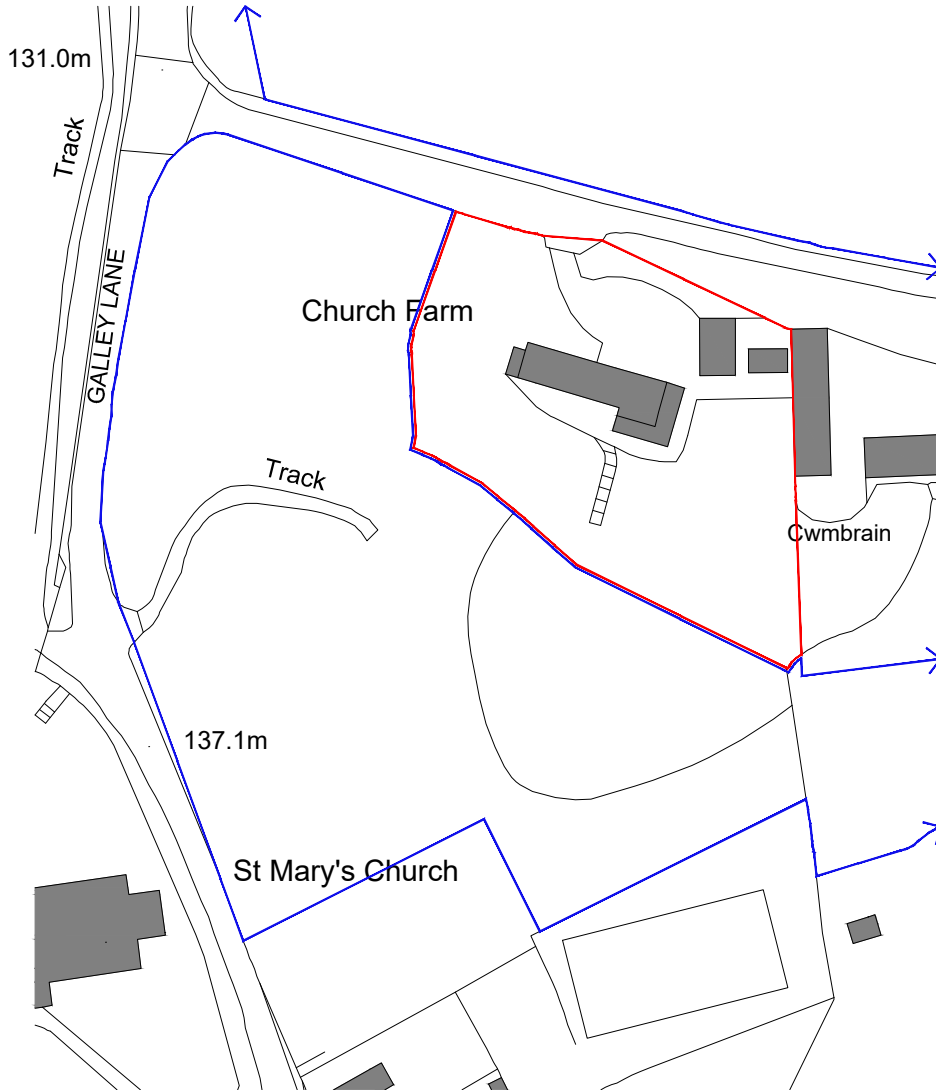 131.0m
Track
GALLEY LANE
Church Farm
Track
Cwmbrain
137.1m
St Mary's Church